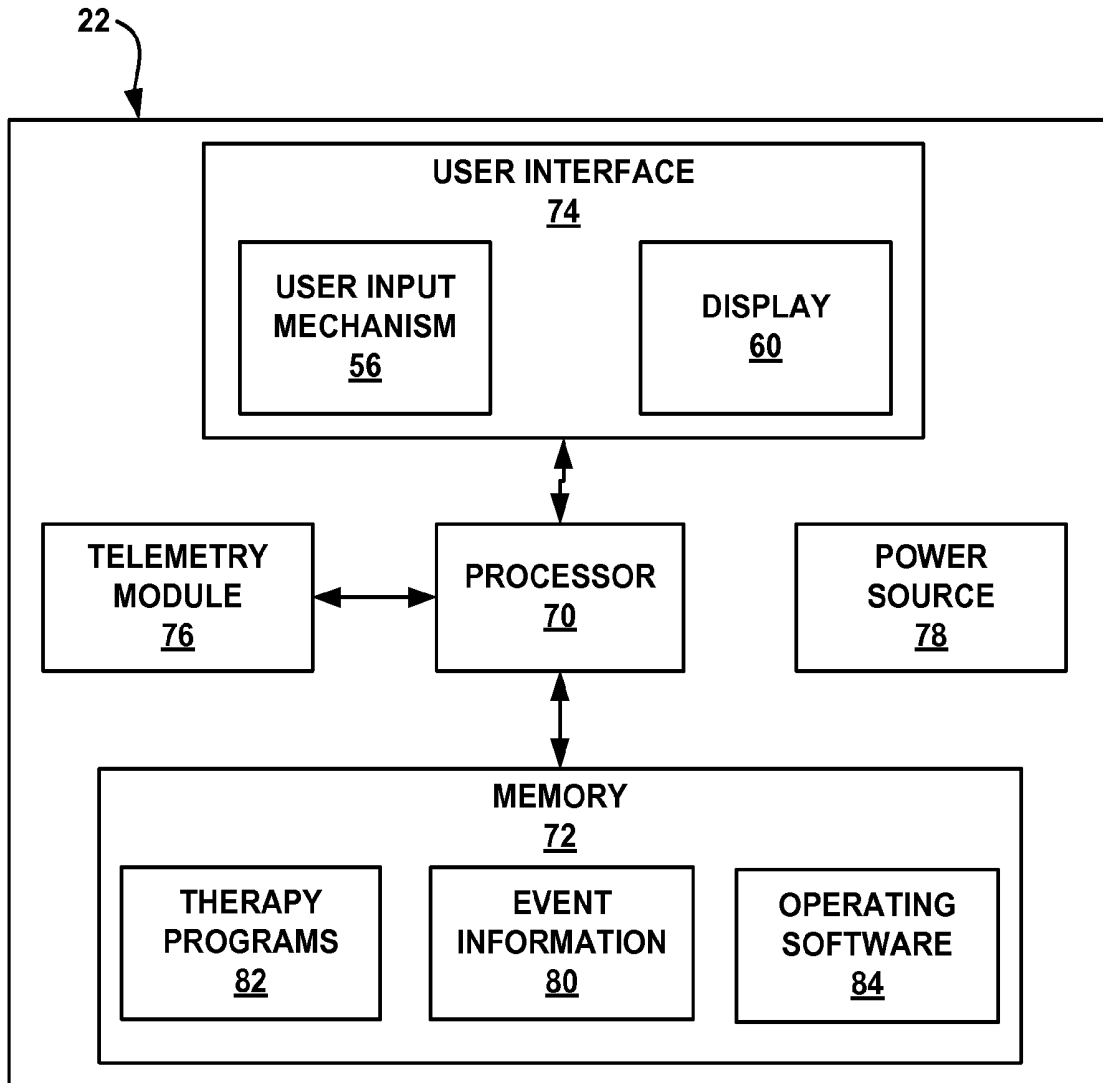 22
USER INTERFACE
74
USER INPUT
MECHANISM
56
DISPLAY
60
TELEMETRY
MODULE
76
PROCESSOR
70
POWER
SOURCE
78
MEMORY
72
THERAPY
PROGRAMS
82
EVENT
INFORMATION
80
OPERATING
SOFTWARE
84